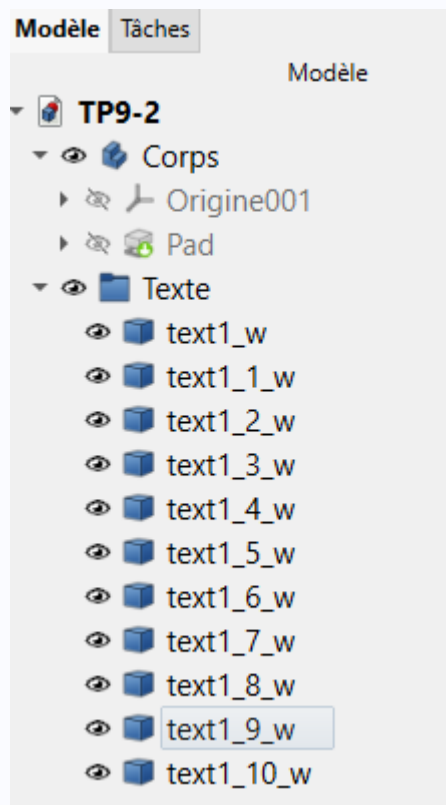 Modèle Tâches
Modèle
TP9-2
Corps
Origine001
Pad
Texte
text1_w
text1_1_w
text1_2_w
text1_3_w
text1_4_w
text1_5_w
text1_6_w
text1_7_w
text1_8_w
text1_9_w
text1_10_w